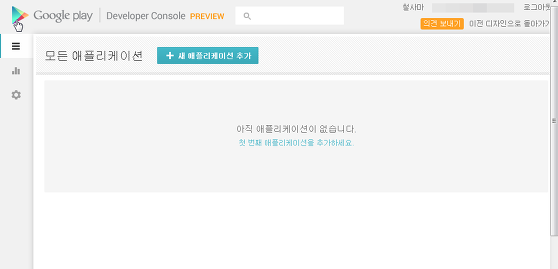 철사마 로그아웃
Google play Developer Console PREVIEW
의견 보내기 이전 디자인으로 돌아가기
모든 애플리케이션 + 새 애플리케이션 추가
아직 애플리케이션이 없습니다.
첫 번째 애플리케이션을 추가하세요.